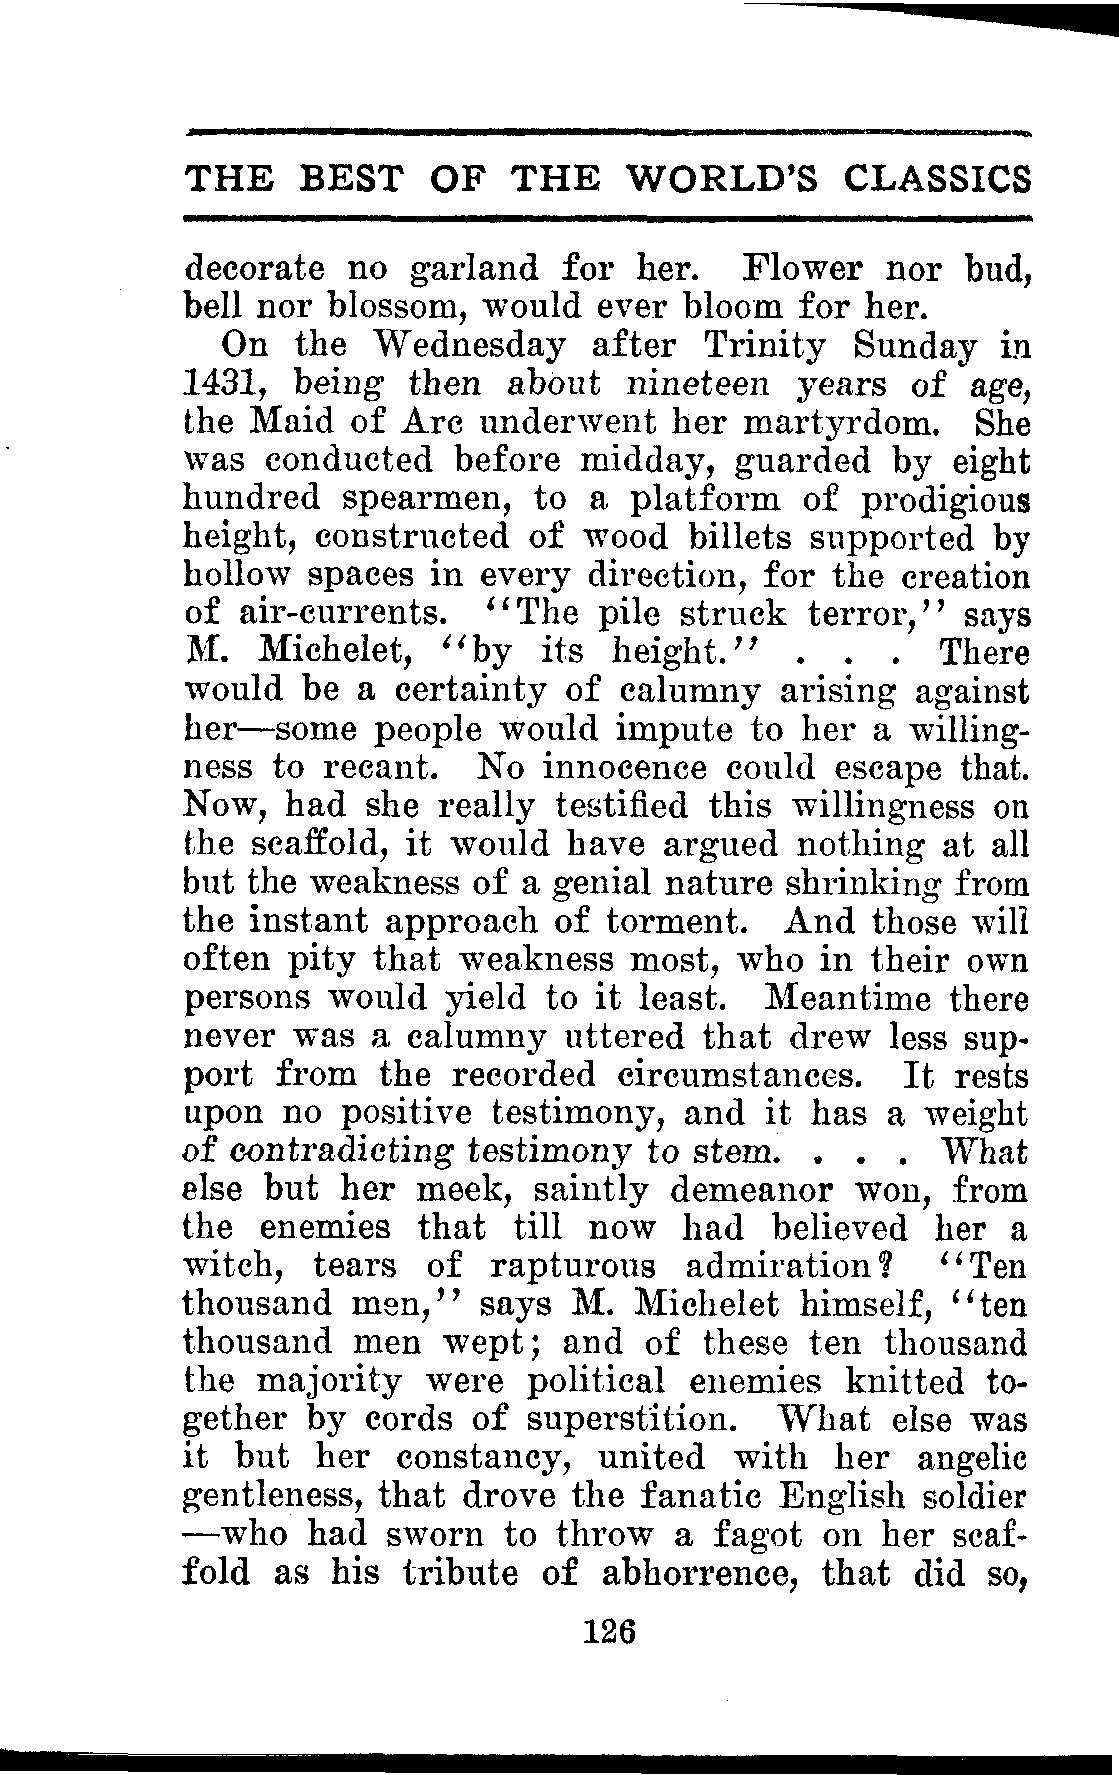 THE BEST OF THE WORLD'S CLASSICS
decorate no garland for her. Flower nor bud,
bell nor blossom, would ever bloom for her.
On the Wednesday after Trinity Sunday in
1431, being then about nineteen years of age,
the Maid of Arc underwent her martyrdom. She
was conducted before midday, guarded by eight
hundred spearmen, to a platform of prodigious
height, constructed of wood billets supported by
hollow spaces in every direction, for the creation
of air-currents. "The pile struck terror," says
M. Michelet, "by its height." . . . There
would be a certainty of calumny arising against
her—some people would impute to her a willing-
ness to recant. No innocence could escape that.
Now, had she really testified this willingness on
the scaffold, it would have argued nothing at all
but the weakness of a genial nature shrinking from
the instant approach of torment. And those will
often pity that weakness most, who in their own
persons would yield to it least. Meantime there
never was a calumny uttered that drew less sup-
port from the recorded circumstances. It rests
upon no positive testimony, and it has a weight
of contradicting testimony to stem. . . . What
else but her meek, saintly demeanor won, from
the enemies that till now had believed her a
witch, tears of rapturous admiration? "Ten
thousand men," says M. Michelet himself, "ten
thousand men wept; and of these ten thousand
the majority were political enemies knitted to-
gether by cords of superstition. What else was
it but her constancy, united with her angelic
gentleness, that drove the fanatic English soldier
—who had sworn to throw a fagot on her scaf-
fold as his tribute of abhorrence, that did so,
126